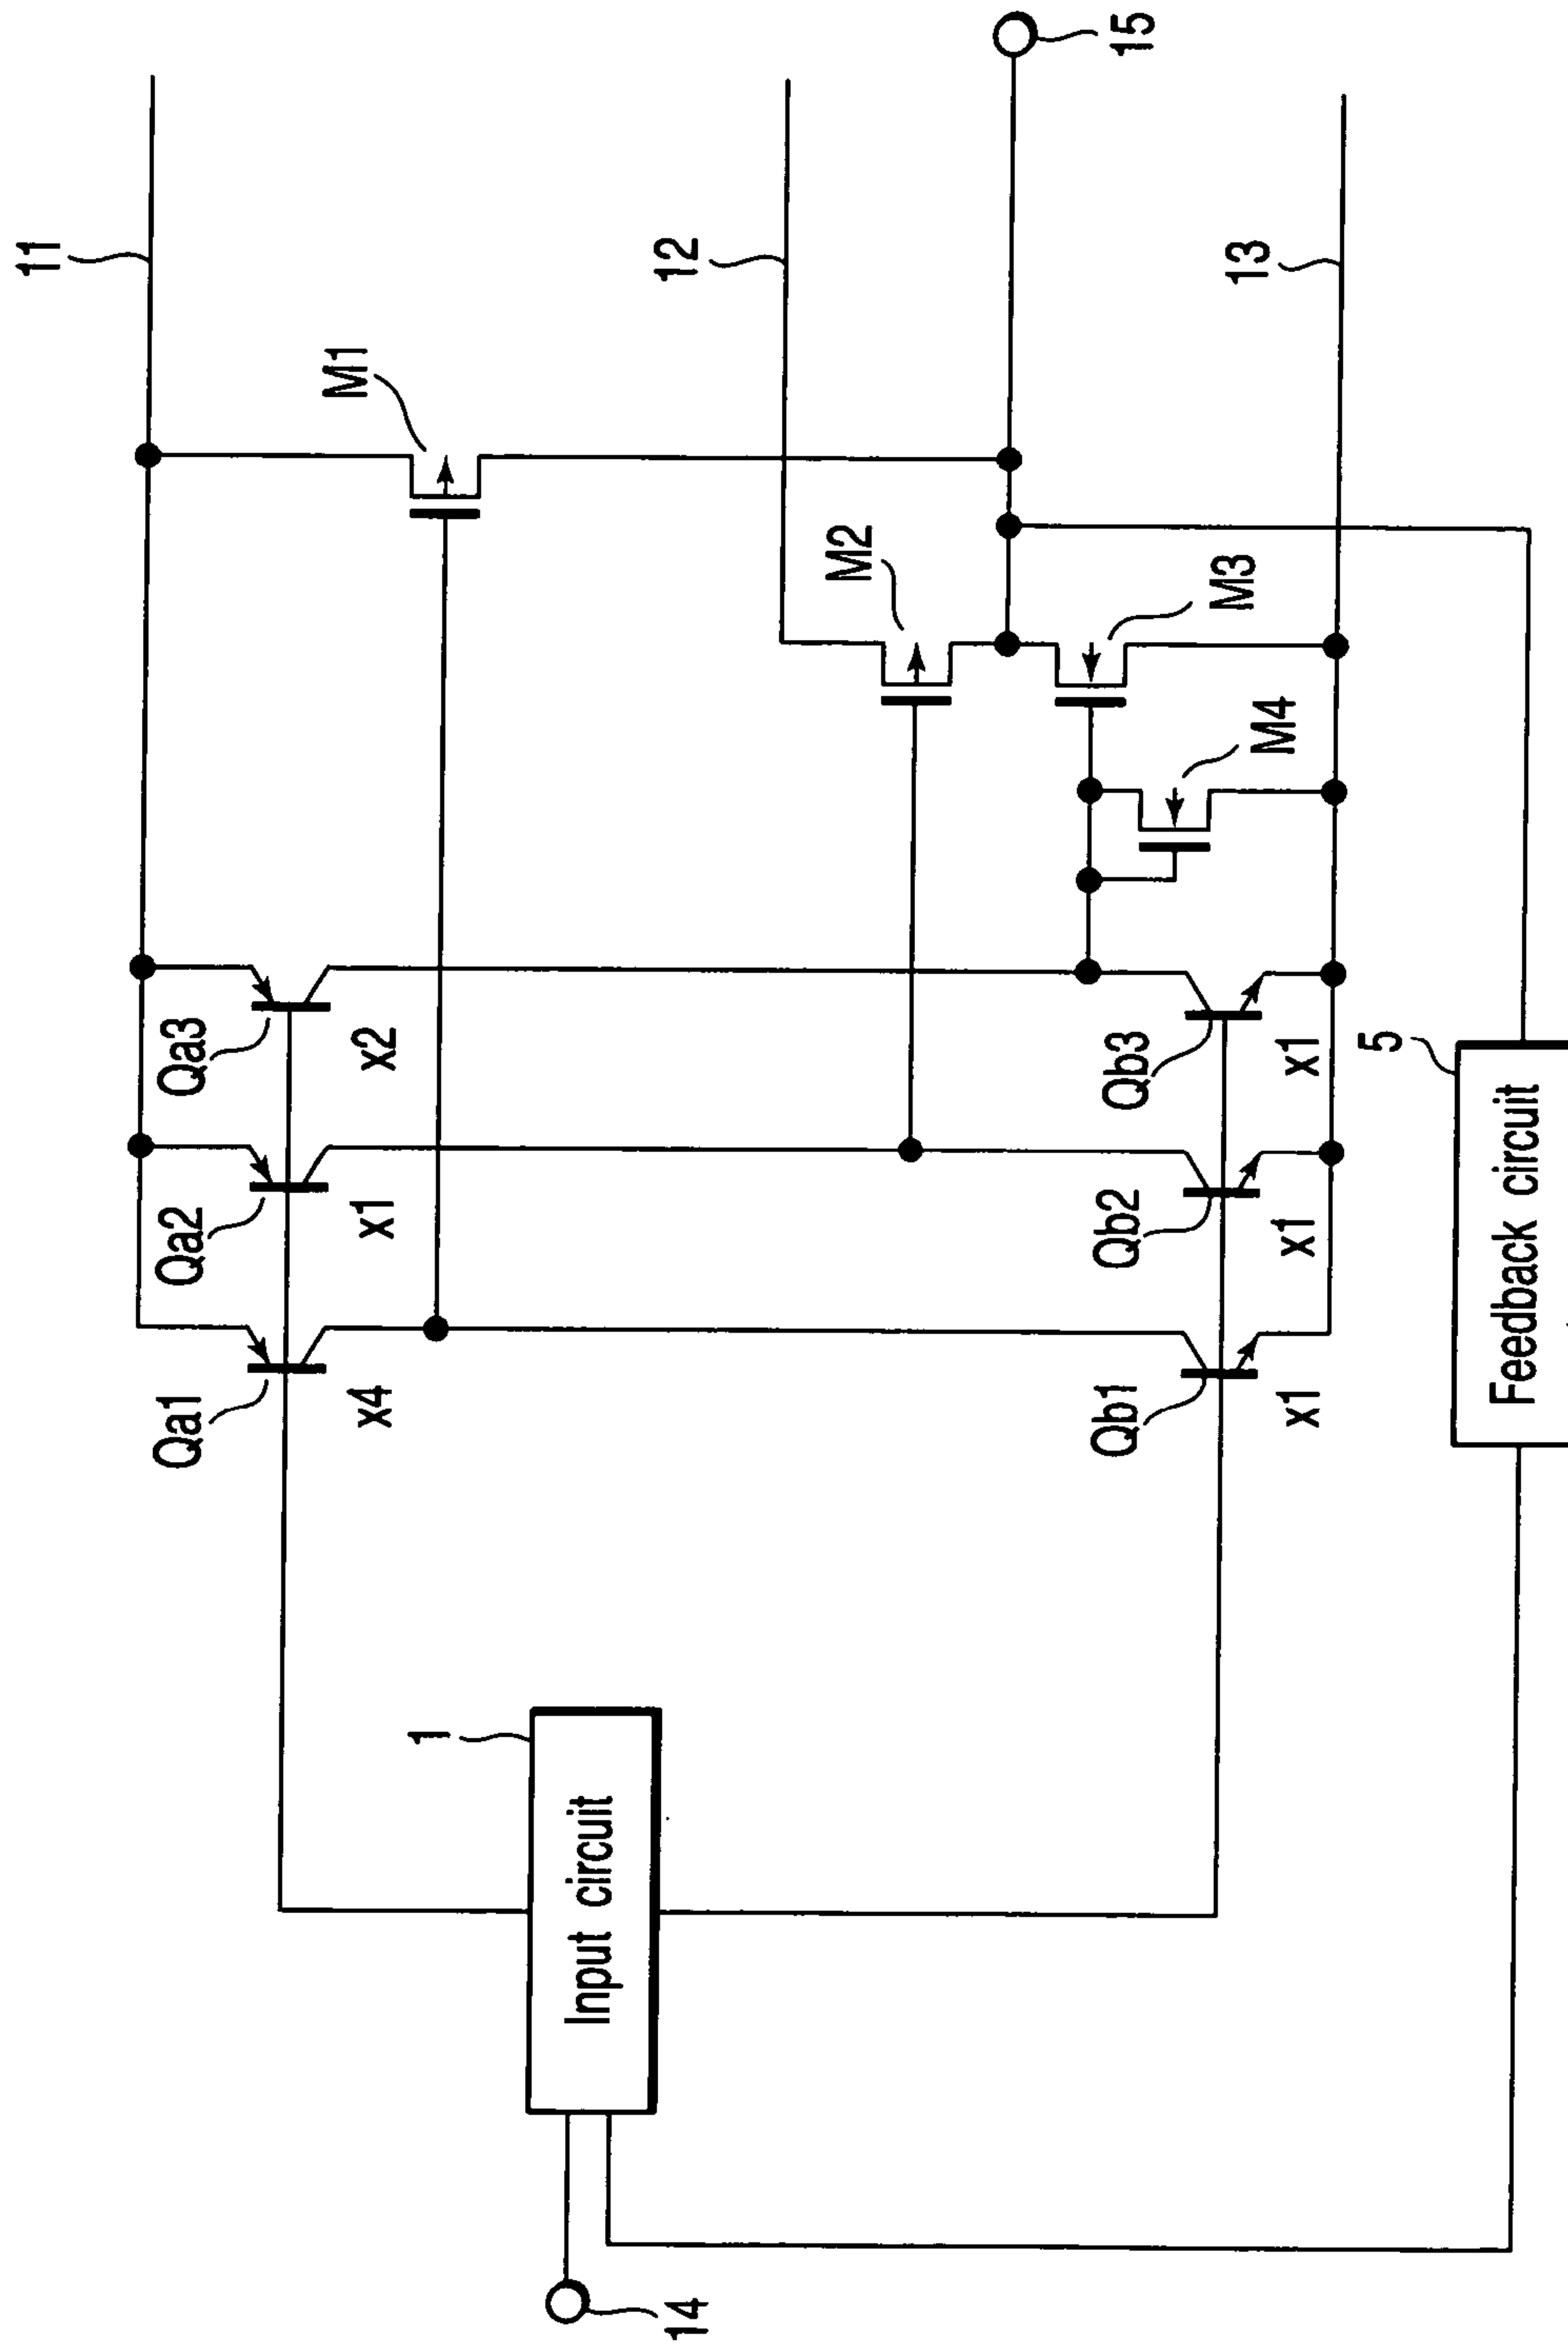 11
Qa1
Qa2
Qa3
M1
x4
x1
x2
1
Input circuit
14
12
M2
Qb1
Qb2
Qb3
15
M3
13
M4
x1
x1
x1
5
Feedback circuit